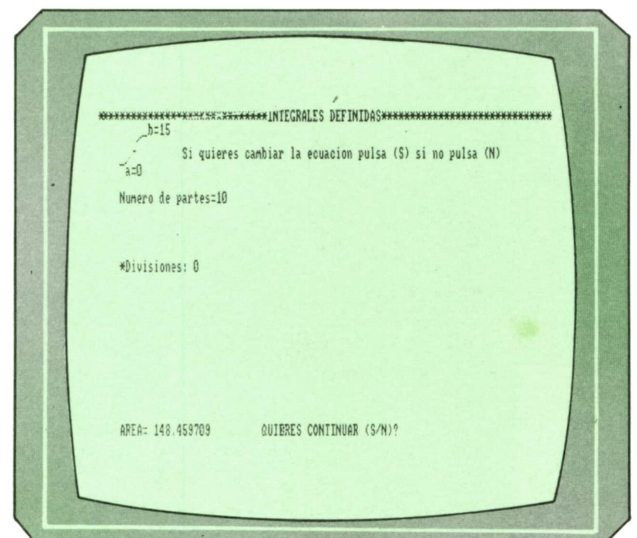 *****************************INTEGRALES DEFINIDAS*****************************
b=15
Si quieres cambiar la ecuacion pulsa (S) si no pulsa (N)
a=0
Numero de partes=10
*Divisiones: 0
AREA= 148.459709 QUIERES CONTINUAR (S/N)?